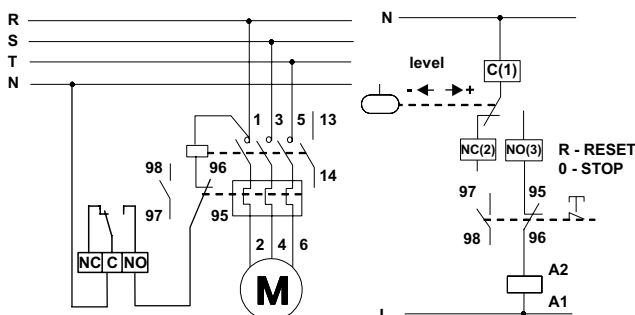 R
S
T
N
1 3 5 13
14
98 96
97 95
2 4 6
NC C NO
M
N
level
- +
C(1)
NC(2) NO(3)
R - RESET
0 - STOP
97 95
98 96
A2
A1
L